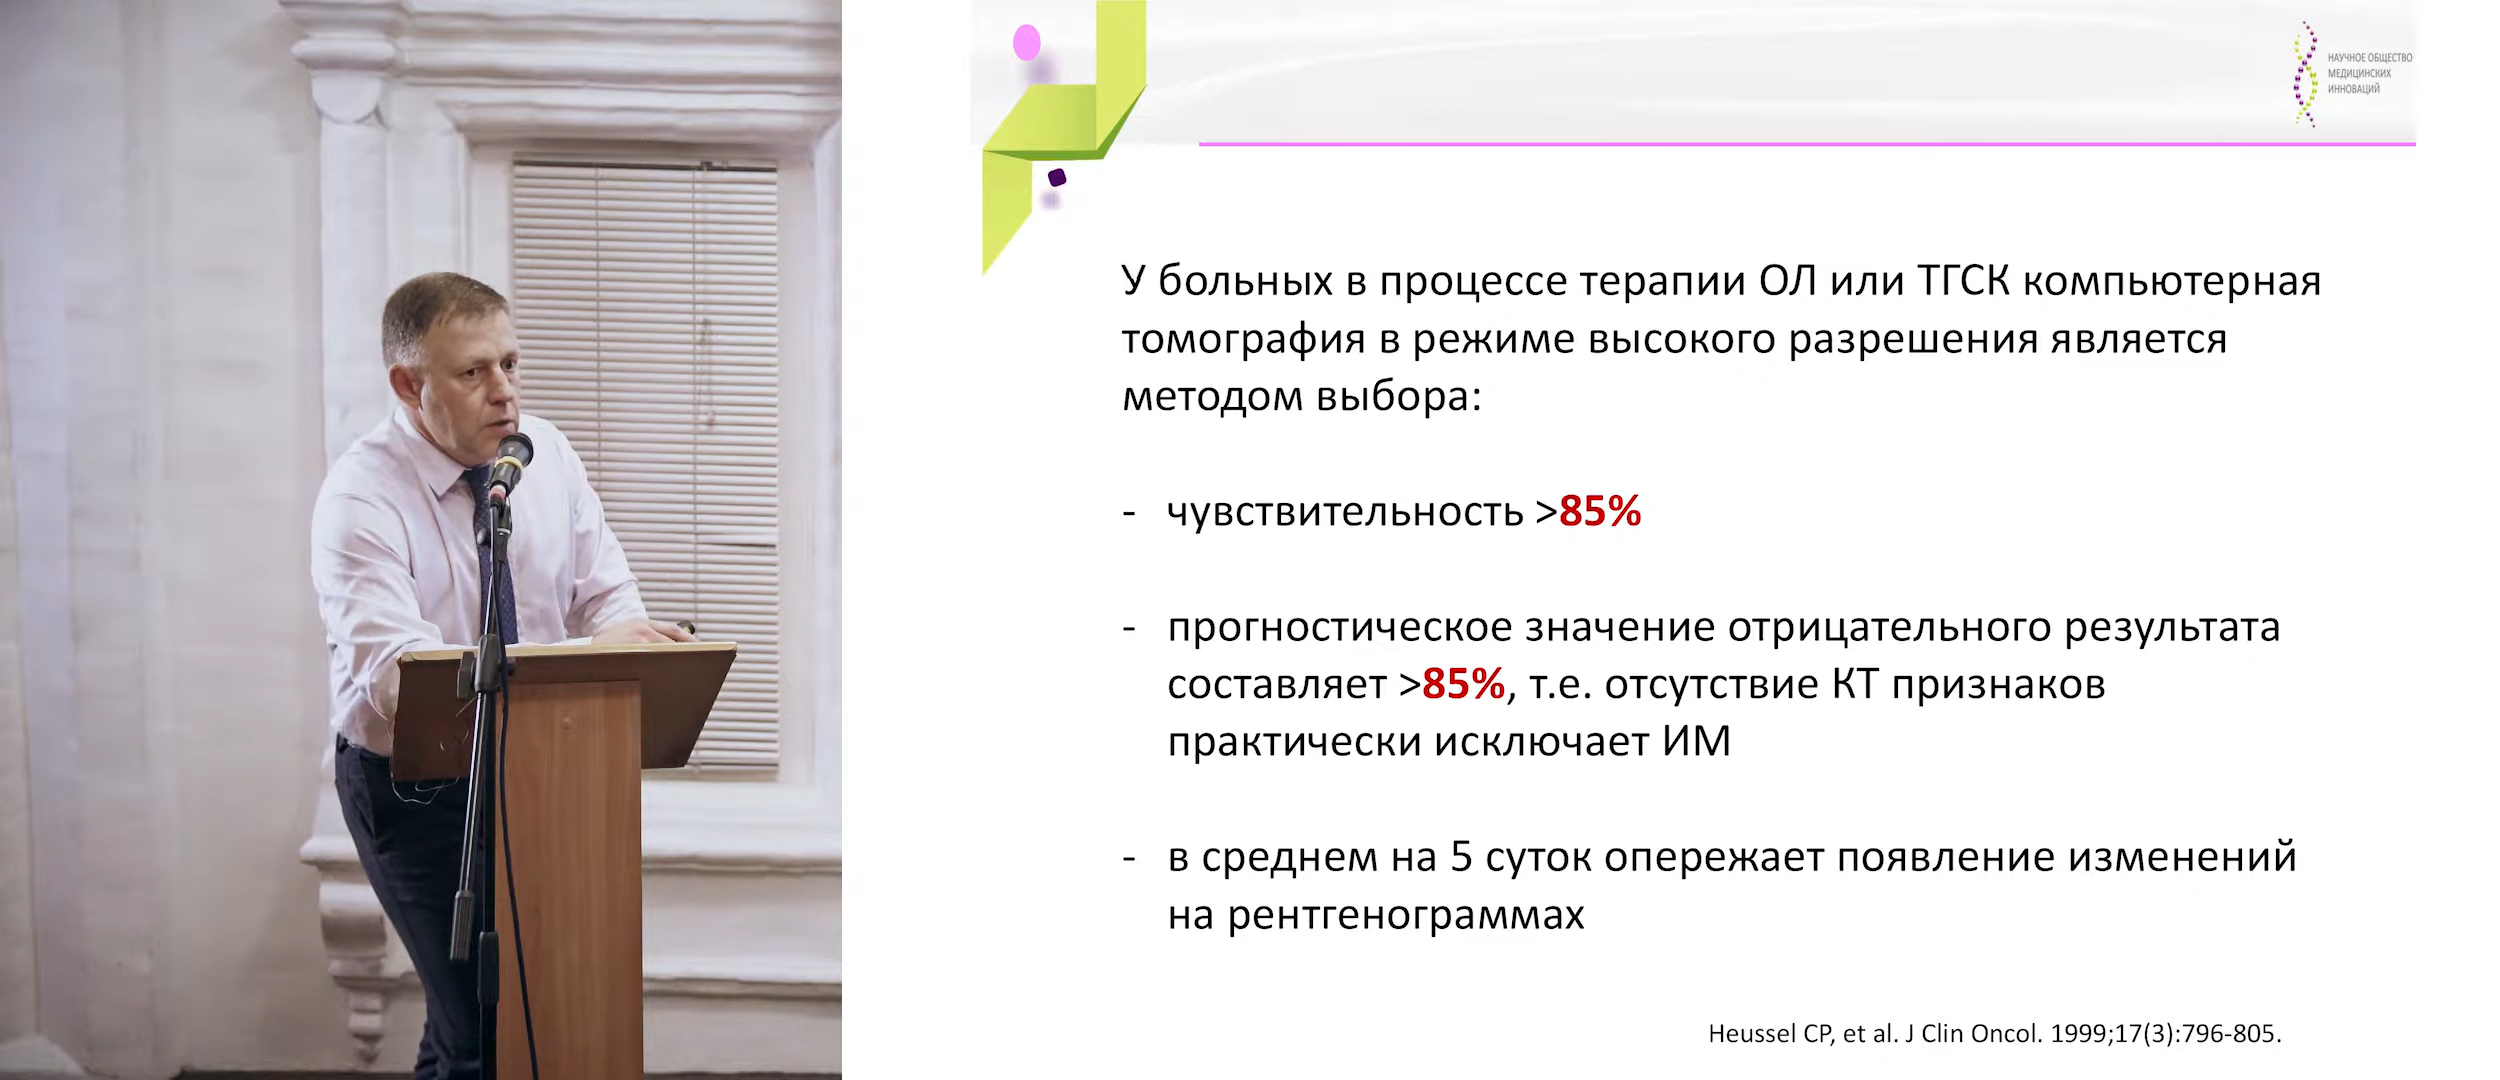 НАУЧНОЕ ОБЩЕСТВО
МЕДИЦИНСКИХ
ИННОВАЦИЙ
У больных в процессе терапии ОЛ или ТГСК компьютерная
томография в режиме высокого разрешения является
методом выбора:
- чувствительность >85%
- прогностическое значение отрицательного результата
составляет >85%, т.е. отсутствие КТ признаков
практически исключает ИМ
- в среднем на 5 суток опережает появление изменений
на рентгенограммах
Heussel CP, et al. J Clin Oncol. 1999;17(3):796-805.